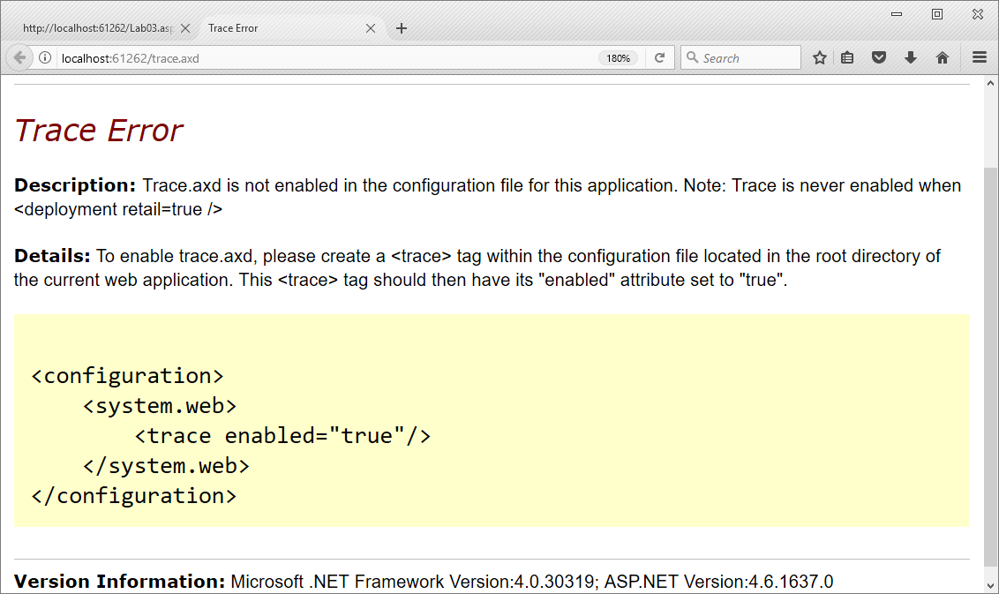 http://localhost:61262/Lab03.asp
Trace Error
localhost:61262/trace.axd
180%
Search
Trace Error
Description: Trace.axd is not enabled in the configuration file for this application. Note: Trace is never enabled when
<deployment retail=true />
Details: To enable trace.axd, please create a <trace> tag within the configuration file located in the root directory of
the current web application. This <trace> tag should then have its "enabled" attribute set to "true".
<configuration>
    <system.web>
        <trace enabled="true"/>
    </system.web>
</configuration>
Version Information: Microsoft .NET Framework Version:4.0.30319; ASP.NET Version:4.6.1637.0